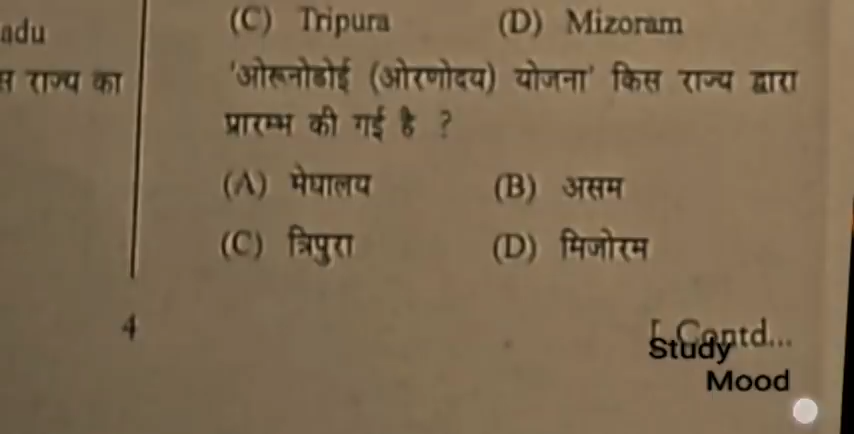 adu
राज्य का
(C) Tripura (D) Mizoram
'ओरूनोडोई (ओरणोदय) योजना' किस राज्य द्वारा
प्रारम्भ की गई है ?
(A) मेघालय (B) असम
(C) त्रिपुरा (D) मिजोरम
4
[ Contd...
Study
Mood